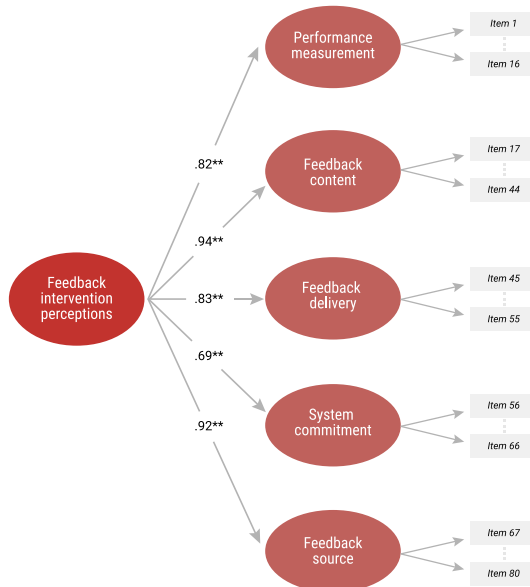 Performance
measurement
Item 1
Item 16
.82**
Feedback
content
Item 17
Item 44
.94**
Feedback
intervention
perceptions
.83**
Feedback
delivery
Item 45
Item 55
.69**
System
commitment
Item 56
Item 66
.92**
Feedback
source
Item 67
Item 80